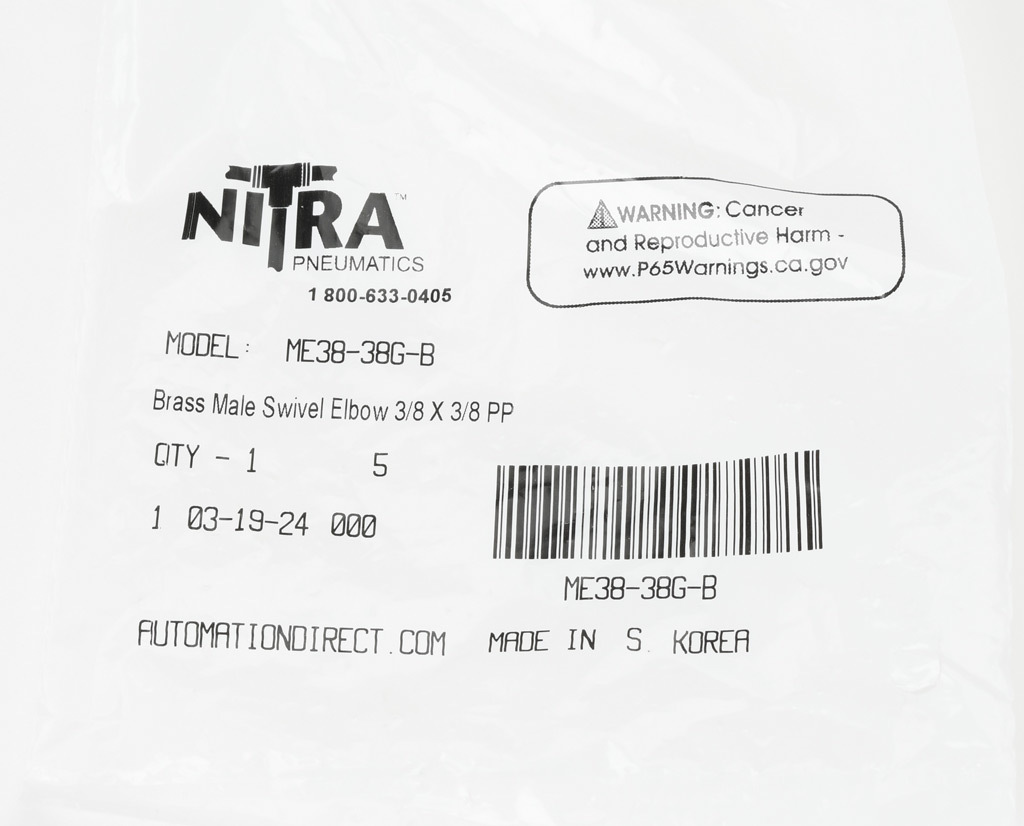 NITRA™
PNEUMATICS
1 800-633-0405
WARNING: Cancer
and Reproductive Harm -
www.P65Warnings.ca.gov
MODEL: ME38-38G-B
Brass Male Swivel Elbow 3/8 X 3/8 PP
QTY - 1 5
1 03-19-24 000
ME38-38G-B
AUTOMATIONDIRECT.COM MADE IN S. KOREA